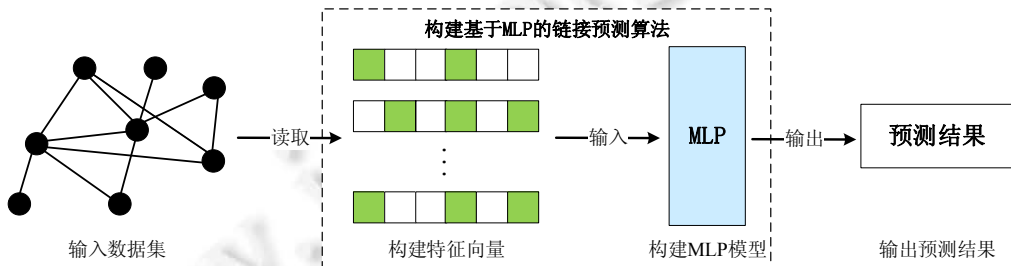 构建基于MLP的链接预测算法
读取
输入
MLP
输出
预测结果
输入数据集
构建特征向量
构建MLP模型
输出预测结果